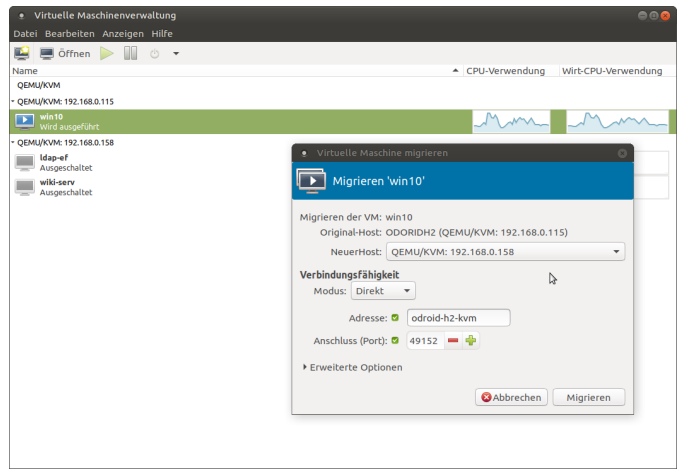 Virtuelle Maschinenverwaltung
Datei Bearbeiten Anzeigen Hilfe
Öffnen
Name CPU-Verwendung Wirt-CPU-Verwendung
QEMU/KVM
QEMU/KVM: 192.168.0.115
win10
Wird ausgeführt
QEMU/KVM: 192.168.0.158
ldap-ef
Ausgeschaltet
wiki-serv
Ausgeschaltet
Virtuelle Maschine migrieren
Migrieren 'win10'
Migrieren der VM: win10
Original-Host: ODORIDH2 (QEMU/KVM: 192.168.0.115)
NeuerHost: QEMU/KVM: 192.168.0.158
Verbindungsfähigkeit
Modus: Direkt
Adresse: odroid-h2-kvm
Anschluss (Port): 49152
Erweiterte Optionen
Abbrechen Migrieren